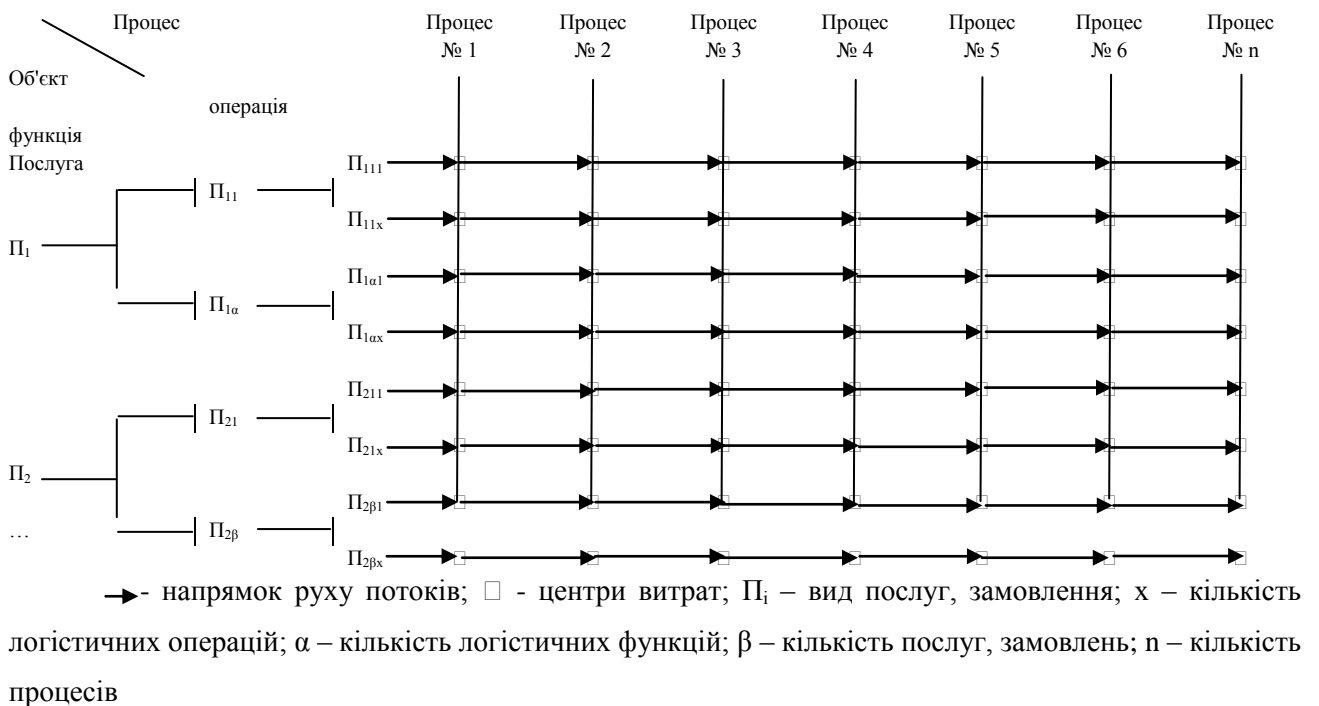 Процес Процес Процес Процес Процес Процес Процес Процес
№ 1 № 2 № 3 № 4 № 5 № 6 № n
Об'єкт
операція
функція
Послуга
П₁₁₁
П₁₁
П₁₁ₓ
П₁
П₁α₁
П₁α
П₁αₓ
П₂₁₁
П₂₁
П₂₁ₓ
П₂
П₂β₁
… П₂β
П₂βₓ
- напрямок руху потоків; □ - центри витрат; Пᵢ – вид послуг, замовлення; х – кількість
логістичних операцій; α – кількість логістичних функцій; β – кількість послуг, замовлень; n – кількість
процесів